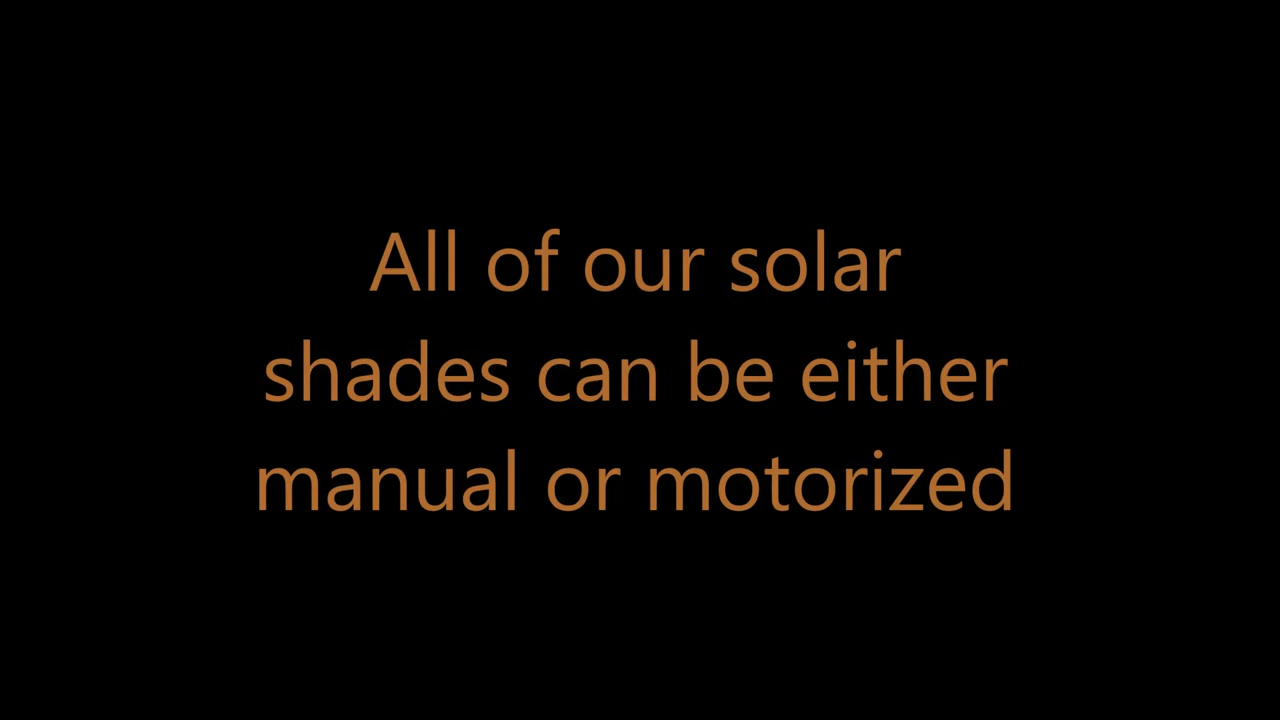 All of our solar
shades can be either
manual or motorized